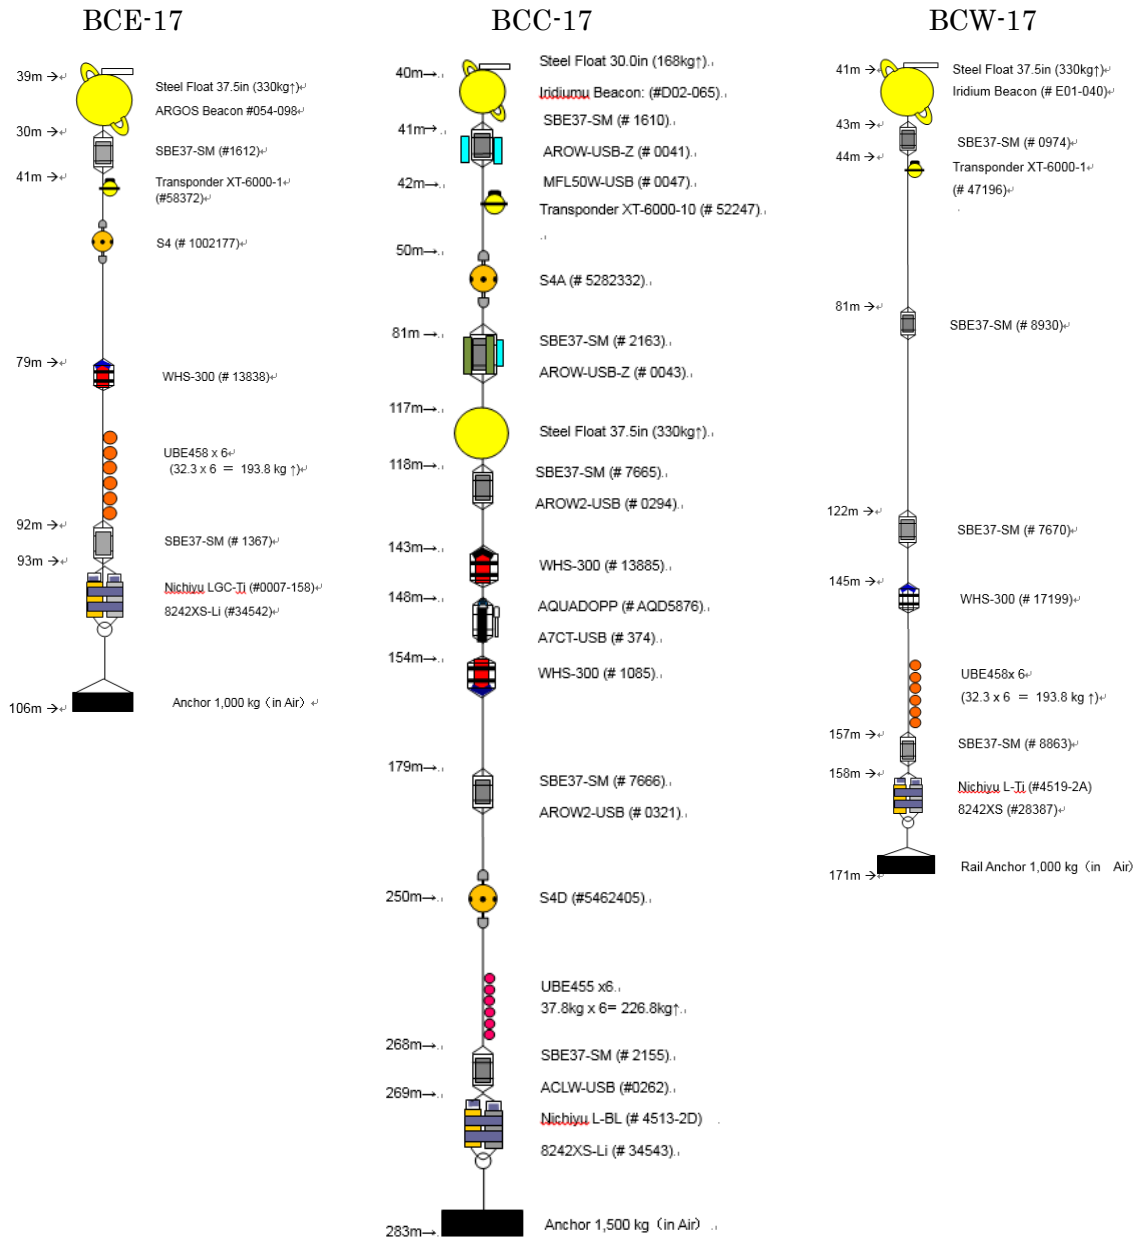 BCE-17
39m →
Steel Float 37.5in (330kg↑)
ARGOS Beacon #054-098
30m →
SBE37-SM (#1612)
41m →
Transponder XT-6000-1
(#58372)
S4 (# 1002177)
79m →
WHS-300 (# 13838)
UBE458 x 6
(32.3 x 6 = 193.8 kg ↑)
92m →
SBE37-SM (# 1367)
93m →
Nichiyu LGC-Ti (#0007-158)
8242XS-Li (#34542)
Anchor 1,000 kg (in Air)
106m →
BCC-17
Steel Float 30.0in (168kg↑).
40m→.
Iridiumu Beacon: (#D02-065).
SBE37-SM (# 1610).
41m→.
AROW-USB-Z (# 0041).
MFL50W-USB (# 0047).
42m→.
Transponder XT-6000-10 (# 52247).
50m→.
S4A (# 5282332).
81m→.
SBE37-SM (# 2163).
AROW-USB-Z (# 0043).
117m→.
Steel Float 37.5in (330kg↑).
118m→.
SBE37-SM (# 7665).
AROW2-USB (# 0294).
143m→.
WHS-300 (# 13885).
148m→.
AQUADOPP (# AQD5876).
A7CT-USB (# 374).
154m→.
WHS-300 (# 1085).
179m→.
SBE37-SM (# 7666).
AROW2-USB (# 0321).
250m→.
S4D (#5462405).
UBE455 x6.
37.8kg x 6= 226.8kg↑.
268m→.
SBE37-SM (# 2155).
269m→.
ACLW-USB (#0262).
Nichiyu L-BL (# 4513-2D)
8242XS-Li (# 34543).
Anchor 1,500 kg (in Air) .
283m→.
BCW-17
41m →
Steel Float 37.5in (330kg↑)
Iridium Beacon (# E01-040)
43m →
SBE37-SM (# 0974)
44m →
Transponder XT-6000-1
(# 47196)
81m →
SBE37-SM (# 8930)
122m →
SBE37-SM (# 7670)
145m →
WHS-300 (# 17199)
UBE458x 6
(32.3 x 6 = 193.8 kg ↑)
157m →
SBE37-SM (# 8863)
158m →
Nichiyu L-Ti (#4519-2A)
8242XS (#28387)
Rail Anchor 1,000 kg (in Air)
171m →